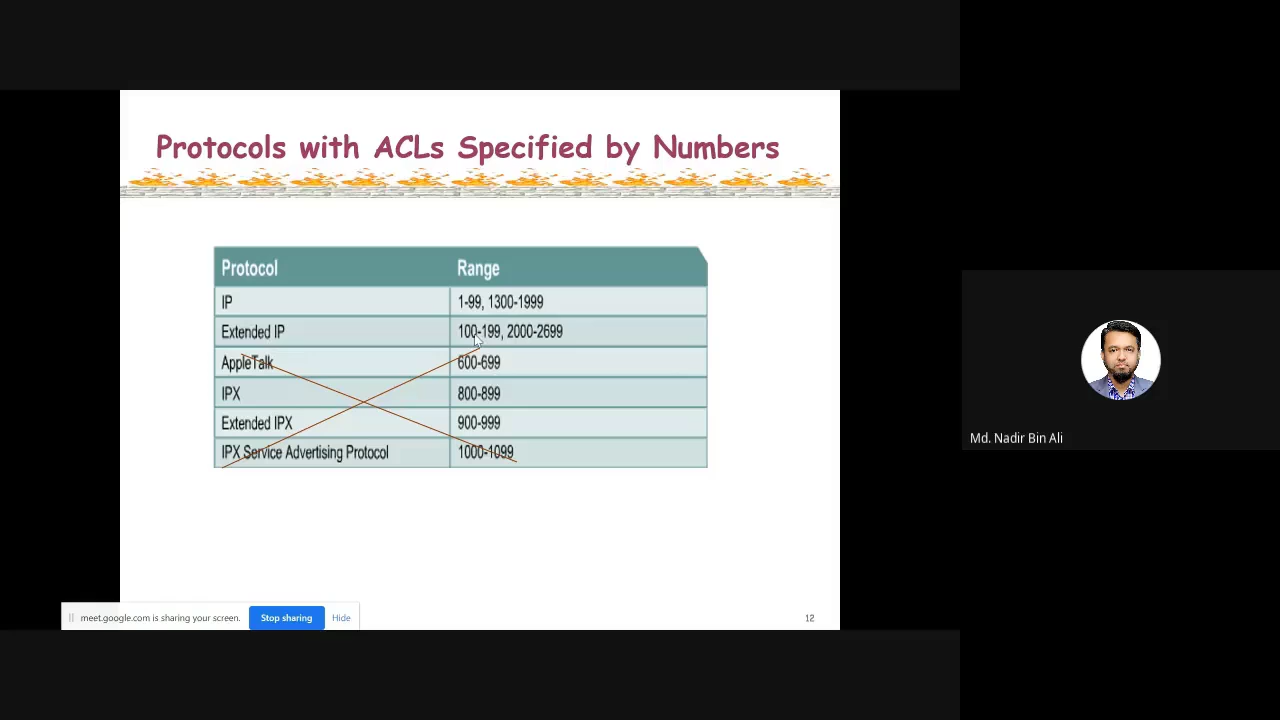 Protocols with ACLs Specified by Numbers
Protocol Range
IP 1-99, 1300-1999
Extended IP 100-199, 2000-2699
AppleTalk 600-699
IPX 800-899
Extended IPX 900-999
IPX Service Advertising Protocol 1000-1099
Md. Nadir Bin Ali
meet.google.com is sharing your screen. Stop sharing Hide
12